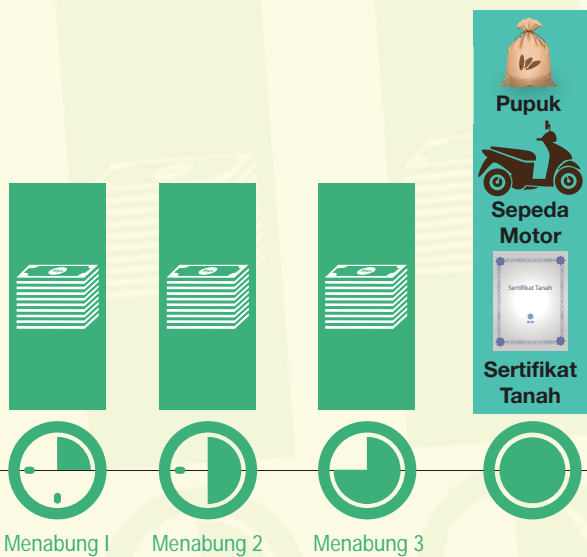 Pupuk
Sepeda
Motor
Sertifikat Tanah
Sertifikat
Tanah
Menabung I
Menabung 2
Menabung 3